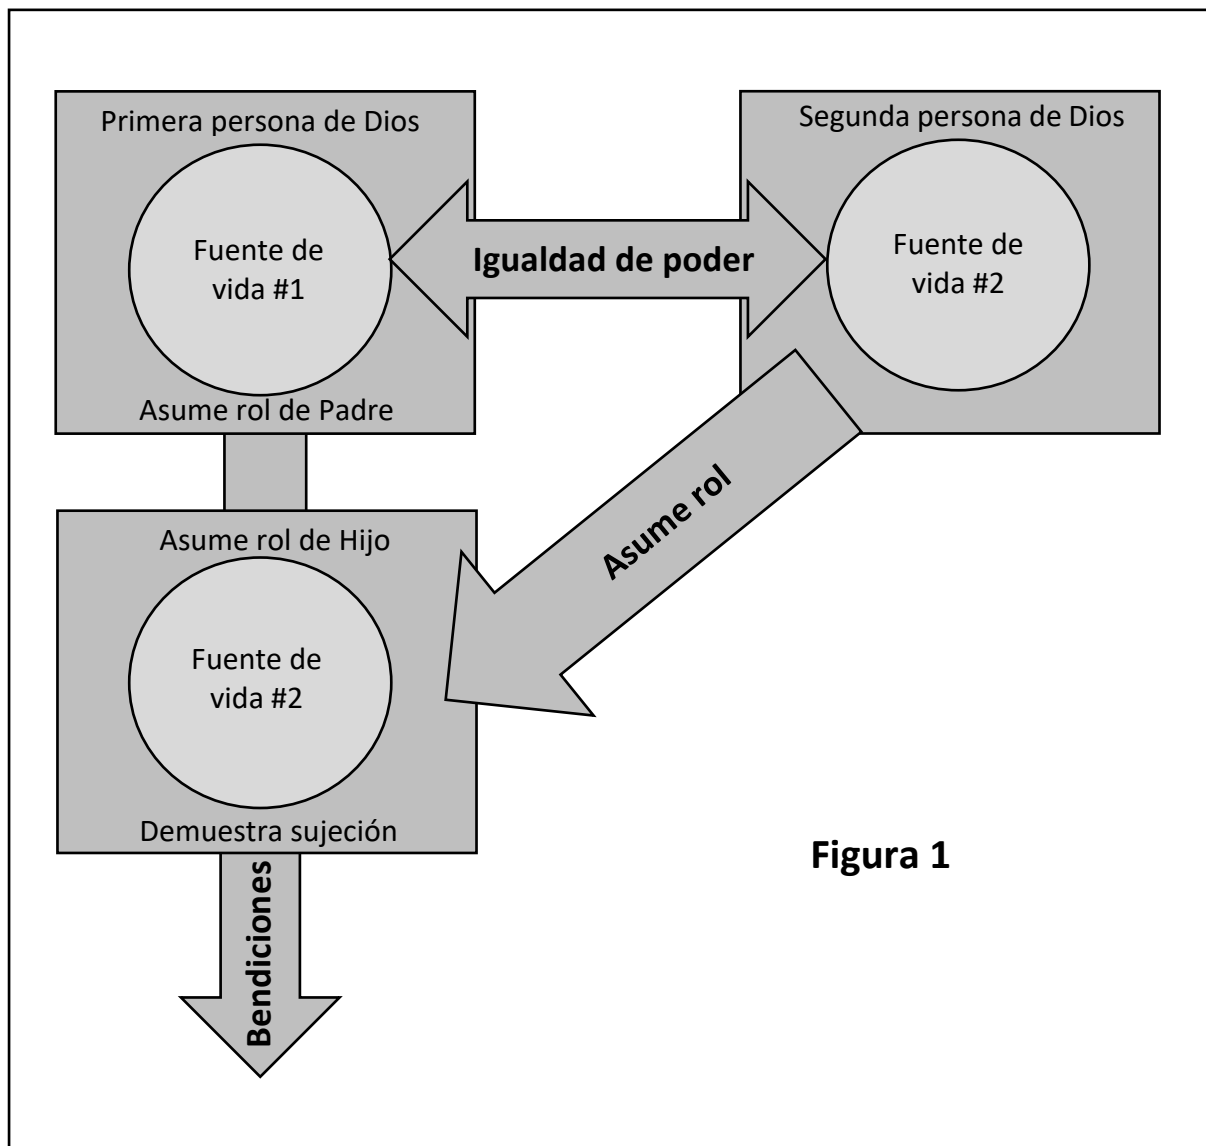 Primera persona de Dios
Fuente de
vida #1
Asume rol de Padre
Igualdad de poder
Segunda persona de Dios
Fuente de
vida #2
Asume rol
Asume rol de Hijo
Fuente de
vida #2
Demuestra sujeción
Bendiciones
Figura 1